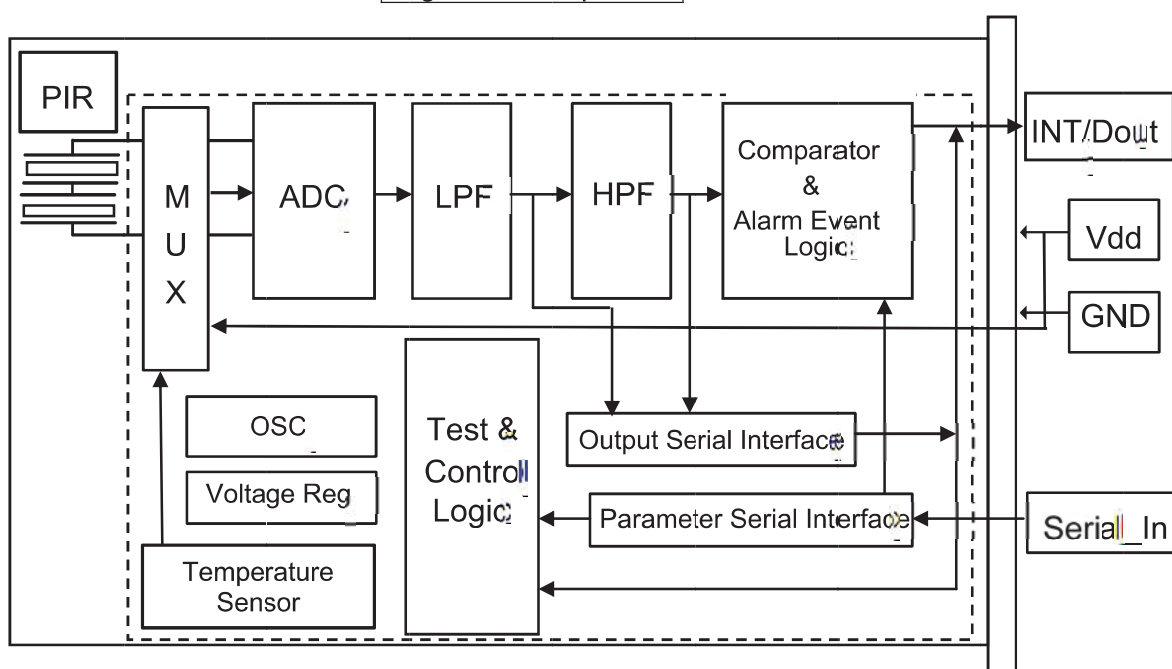 PIR
M
U
X
ADC
LPF
HPF
Comparator
&
Alarm Event
Logic
INT/Dout
Vdd
GND
OSC
Voltage Reg
Temperature
Sensor
Test &
Control
Logic
Output Serial Interface
Parameter Serial Interface
Serial_In